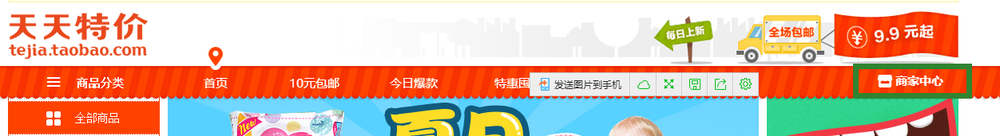 天天特价
tejia.taobao.com
每日上新
全场包邮
¥ 9.9 元起
商品分类
首页
10元包邮
今日爆款
特惠囤
发送图片到手机
商家中心
全部商品
New